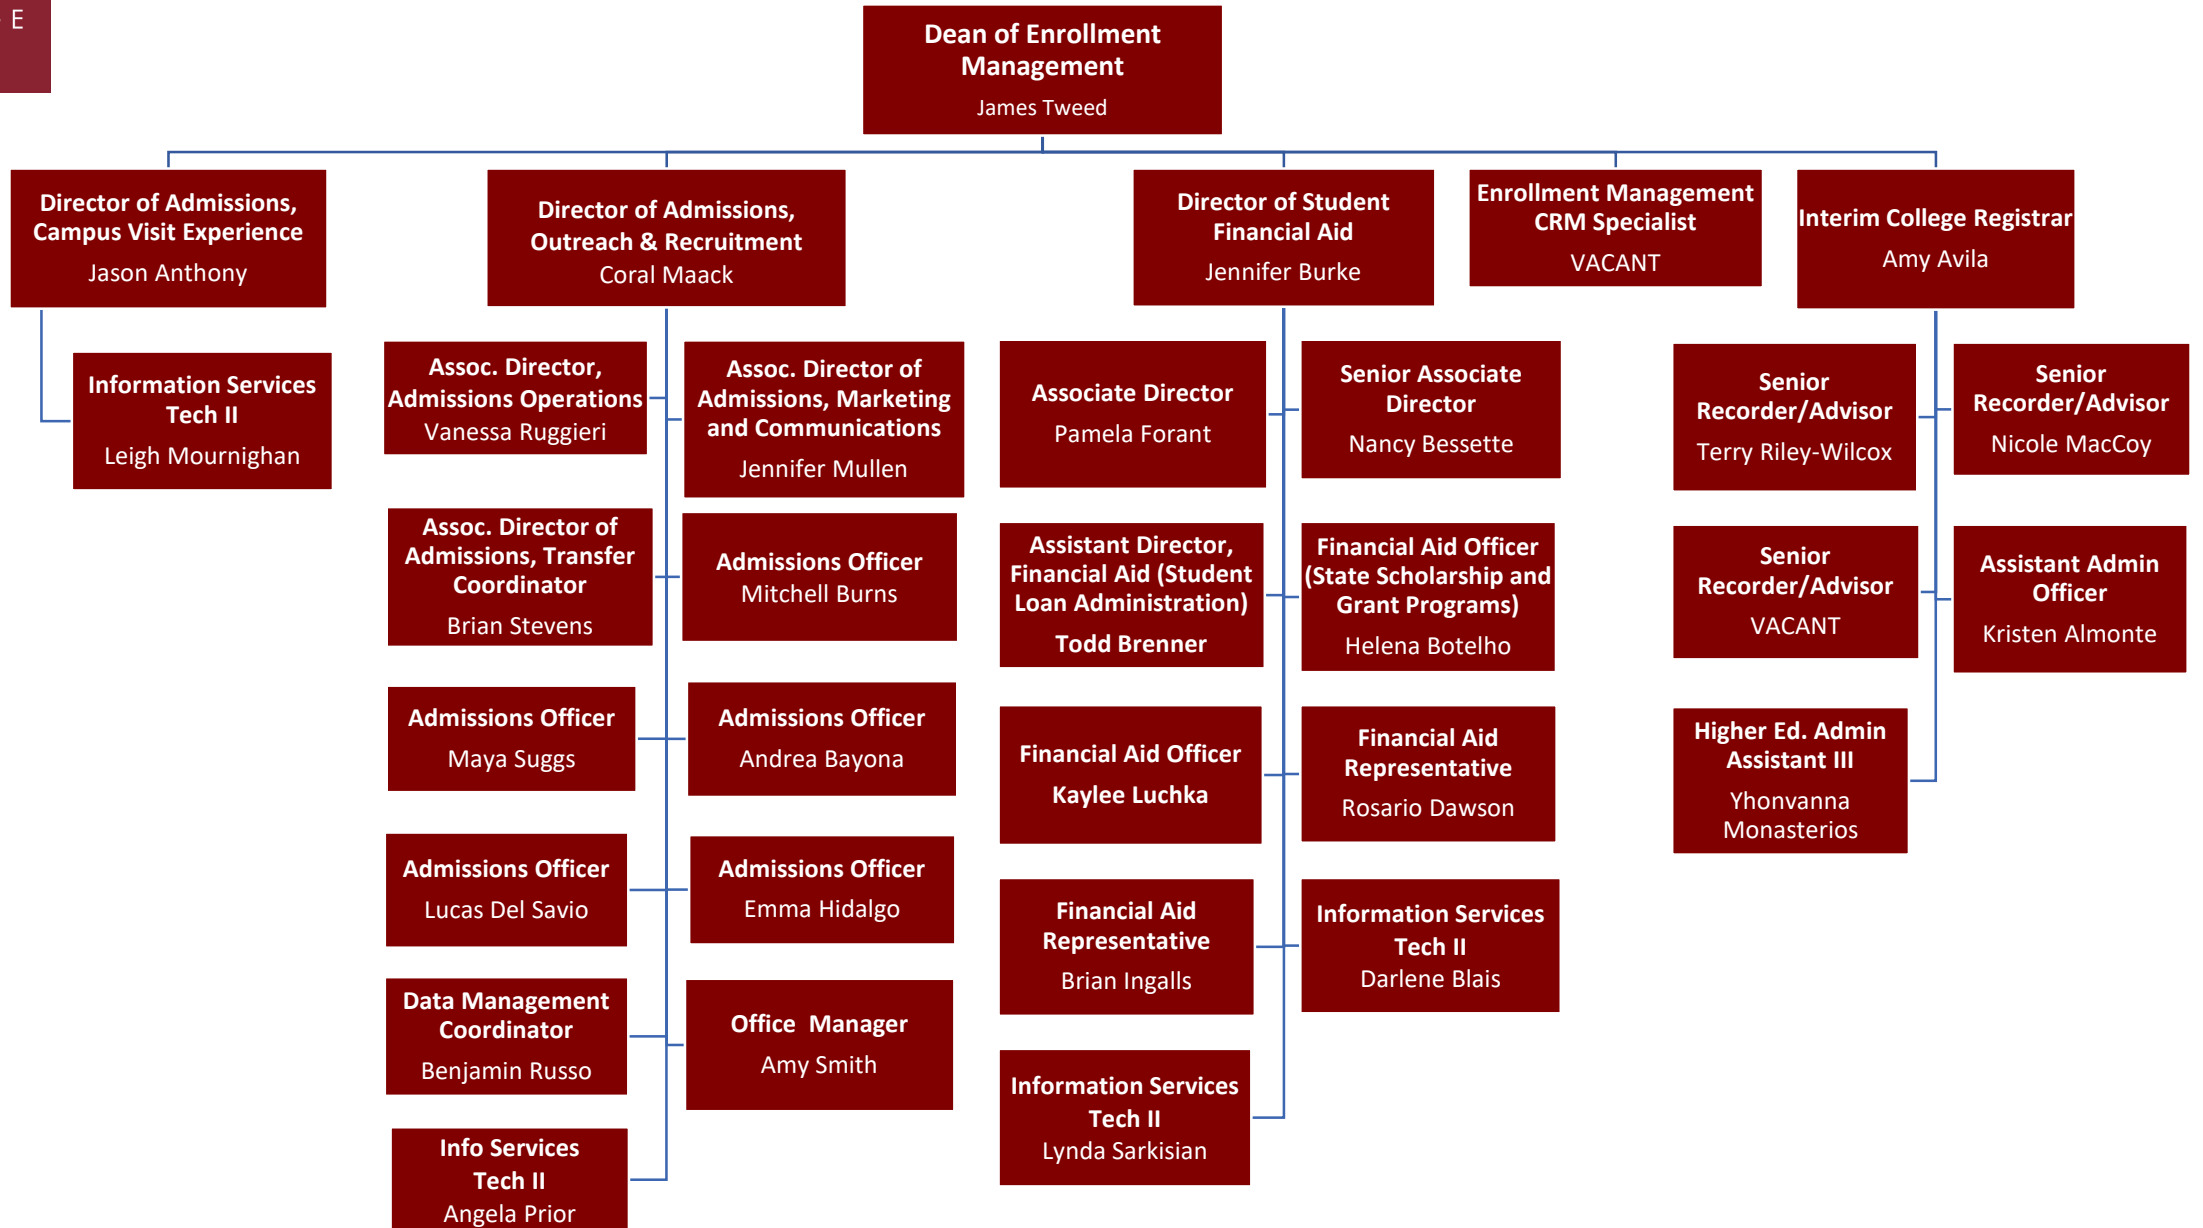 E
Dean of Enrollment
Management
James Tweed
Director of Admissions,
Campus Visit Experience
Jason Anthony
Director of Admissions,
Outreach & Recruitment
Coral Maack
Director of Student
Financial Aid
Jennifer Burke
Enrollment Management
CRM Specialist
VACANT
Interim College Registrar
Amy Avila
Information Services
Tech II
Leigh Mournighan
Assoc. Director,
Admissions Operations
Vanessa Ruggieri
Assoc. Director of
Admissions, Marketing
and Communications
Jennifer Mullen
Assoc. Director of
Admissions, Transfer
Coordinator
Brian Stevens
Admissions Officer
Mitchell Burns
Admissions Officer
Maya Suggs
Admissions Officer
Andrea Bayona
Admissions Officer
Lucas Del Savio
Admissions Officer
Emma Hidalgo
Data Management
Coordinator
Benjamin Russo
Office  Manager
Amy Smith
Info Services
Tech II
Angela Prior
Associate Director
Pamela Forant
Senior Associate
Director
Nancy Bessette
Assistant Director,
Financial Aid (Student
Loan Administration)
Todd Brenner
Financial Aid Officer
(State Scholarship and
Grant Programs)
Helena Botelho
Financial Aid Officer
Kaylee Luchka
Financial Aid
Representative
Rosario Dawson
Financial Aid
Representative
Brian Ingalls
Information Services
Tech II
Darlene Blais
Information Services
Tech II
Lynda Sarkisian
Senior
Recorder/Advisor
Terry Riley-Wilcox
Senior
Recorder/Advisor
Nicole MacCoy
Senior
Recorder/Advisor
VACANT
Assistant Admin
Officer
Kristen Almonte
Higher Ed. Admin
Assistant III
Yhonvanna
Monasterios